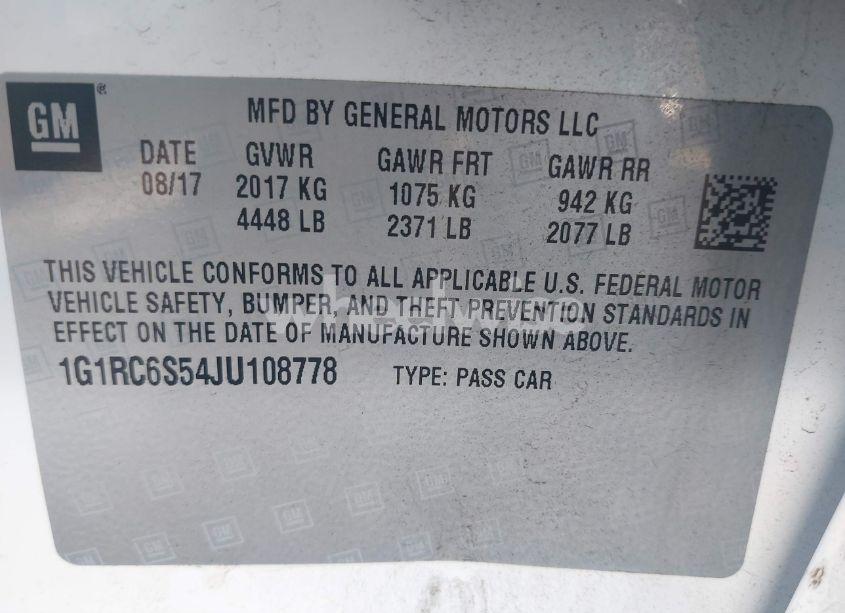 GM
®
MFD BY GENERAL MOTORS LLC
DATE GVWR GAWR FRT GAWR RR
08/17 2017 KG 1075 KG 942 KG
4448 LB 2371 LB 2077 LB
THIS VEHICLE CONFORMS TO ALL APPLICABLE U.S. FEDERAL MOTOR
VEHICLE SAFETY, BUMPER, AND THEFT PREVENTION STANDARDS IN
EFFECT ON THE DATE OF MANUFACTURE SHOWN ABOVE.
1G1RC6S54JU108778 TYPE: PASS CAR